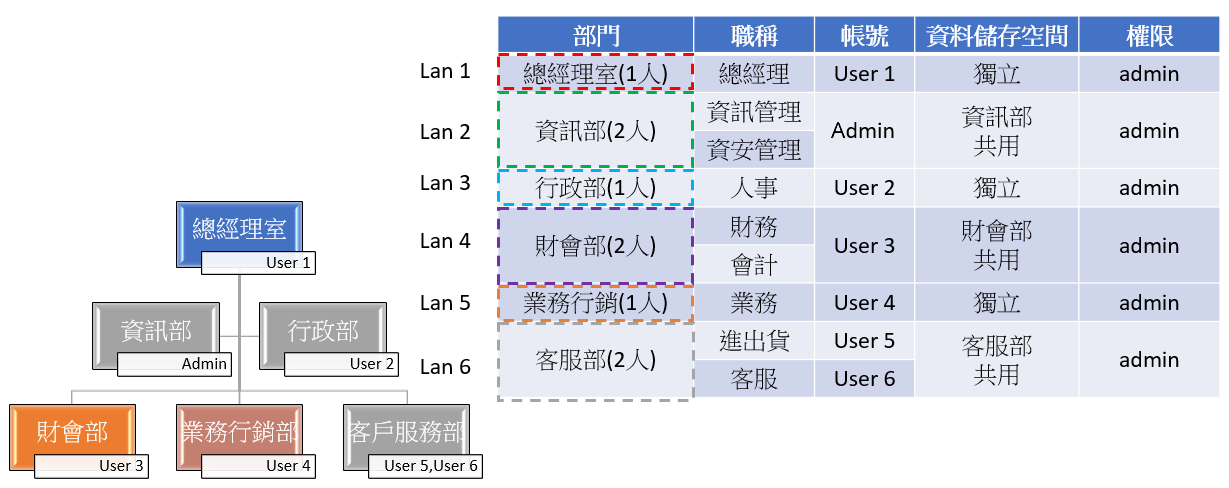 總經理室
User 1
資訊部
Admin
行政部
User 2
財會部
User 3
業務行銷部
User 4
客戶服務部
User 5,User 6
部門 職稱 帳號 資料儲存空間 權限
Lan 1 總經理室(1人) 總經理 User 1 獨立 admin
Lan 2 資訊部(2人) 資訊管理 Admin 資訊部 admin
資安管理 共用
Lan 3 行政部(1人) 人事 User 2 獨立 admin
Lan 4 財會部(2人) 財務 User 3 財會部 admin
會計 共用
Lan 5 業務行銷(1人) 業務 User 4 獨立 admin
Lan 6 客服部(2人) 進出貨 User 5 客服部 admin
客服 User 6 共用